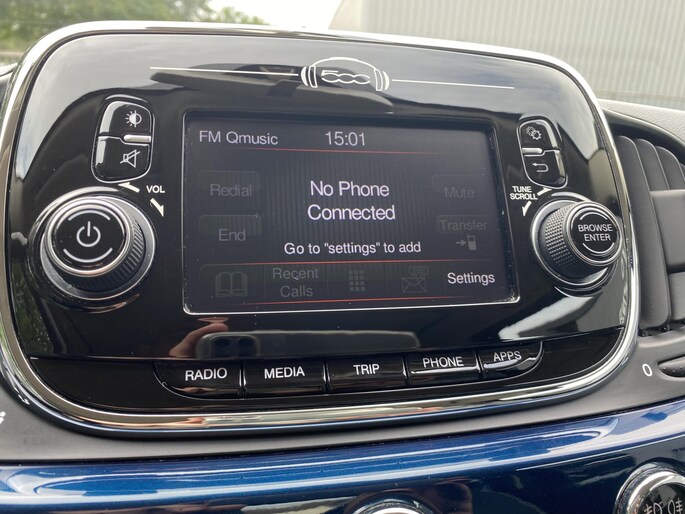 500
FM Qmusic 15:01
Redial
No Phone
Connected
Mute
End
Transfer
Go to "settings" to add
Recent
Calls
Settings
VOL
TUNE
SCROLL
BROWSE
ENTER
RADIO MEDIA TRIP PHONE APPS
0